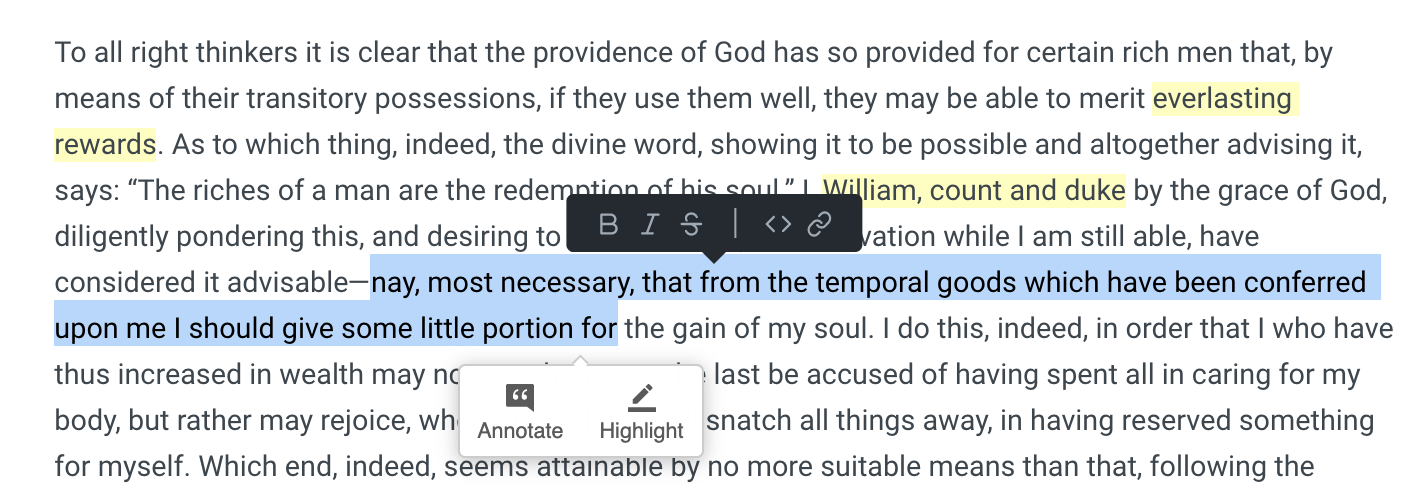 To all right thinkers it is clear that the providence of God has so provided for certain rich men that, by
means of their transitory possessions, if they use them well, they may be able to merit everlasting
rewards. As to which thing, indeed, the divine word, showing it to be possible and altogether advising it,
says: “The riches of a man are the redemption of his soul.” I, William, count and duke by the grace of God,
diligently pondering this, and desiring to vation while I am still able, have
B I S <>
considered it advisable—nay, most necessary, that from the temporal goods which have been conferred
upon me I should give some little portion for the gain of my soul. I do this, indeed, in order that I who have
thus increased in wealth may last be accused of having spent all in caring for my
body, but rather may rejoice, snatch all things away, in having reserved something
Annotate Highlight
for myself. Which end, indeed, seems attainable by no more suitable means than that, following the